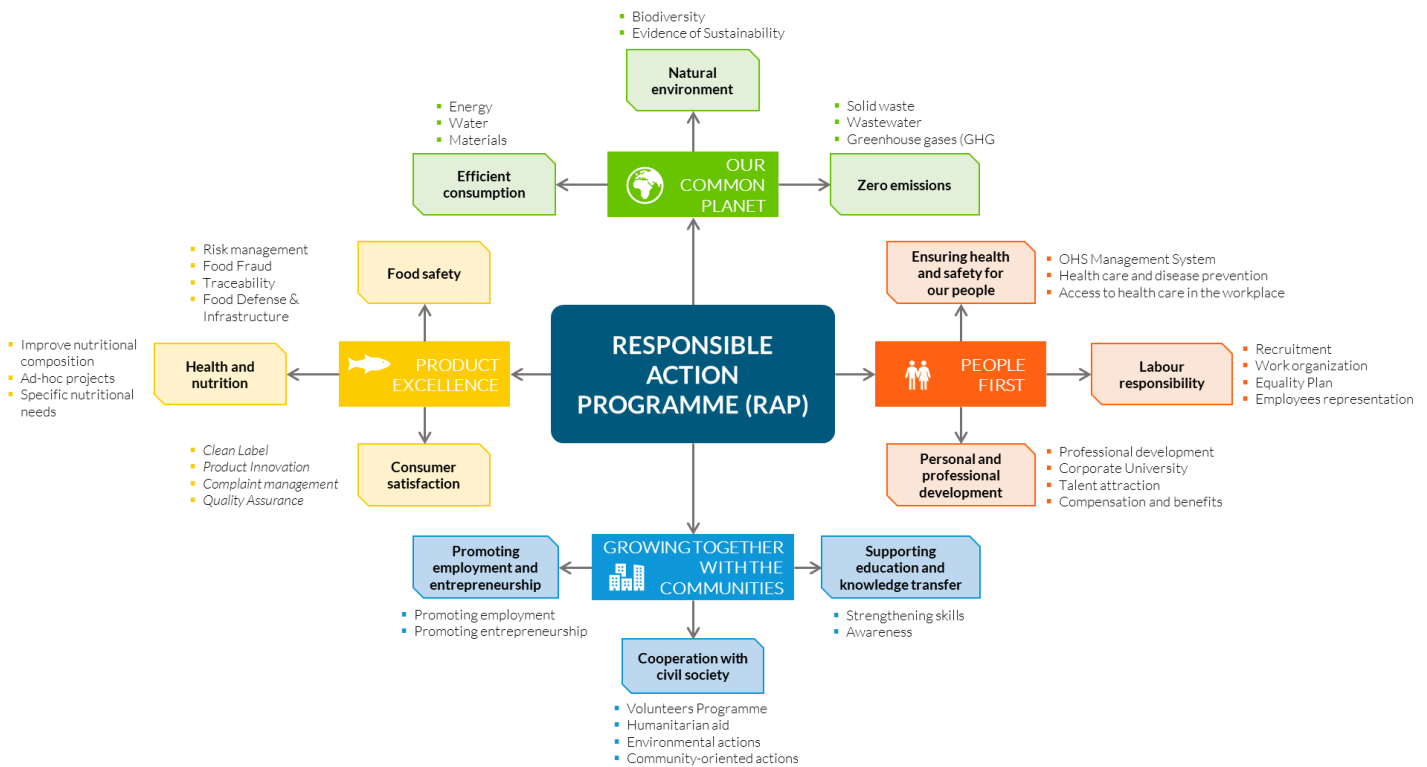 Biodiversity
Evidence of Sustainability
Natural
environment
Energy
Water
Materials
Solid waste
Wastewater
Greenhouse gases (GHG
Efficient
consumption
OUR
COMMON
PLANET
Zero emissions
Risk management
Food Fraud
Traceability
Food Defense &
Infrastructure
Food safety
Ensuring health
and safety for
our people
OHS Management System
Health care and disease prevention
Access to health care in the workplace
Improve nutritional
composition
Ad-hoc projects
Specific nutritional
needs
Health and
nutrition
PRODUCT
EXCELLENCE
RESPONSIBLE
ACTION
PROGRAMME (RAP)
PEOPLE
FIRST
Labour
responsibility
Recruitment
Work organization
Equality Plan
Employees representation
Clean Label
Product Innovation
Complaint management
Quality Assurance
Consumer
satisfaction
Personal and
professional
development
Professional development
Corporate University
Talent attraction
Compensation and benefits
Promoting
employment and
entrepreneurship
GROWING TOGETHER
WITH THE
COMMUNITIES
Supporting
education and
knowledge transfer
Promoting employment
Promoting entrepreneurship
Strengthening skills
Awareness
Cooperation with
civil society
Volunteers Programme
Humanitarian aid
Environmental actions
Community-oriented actions